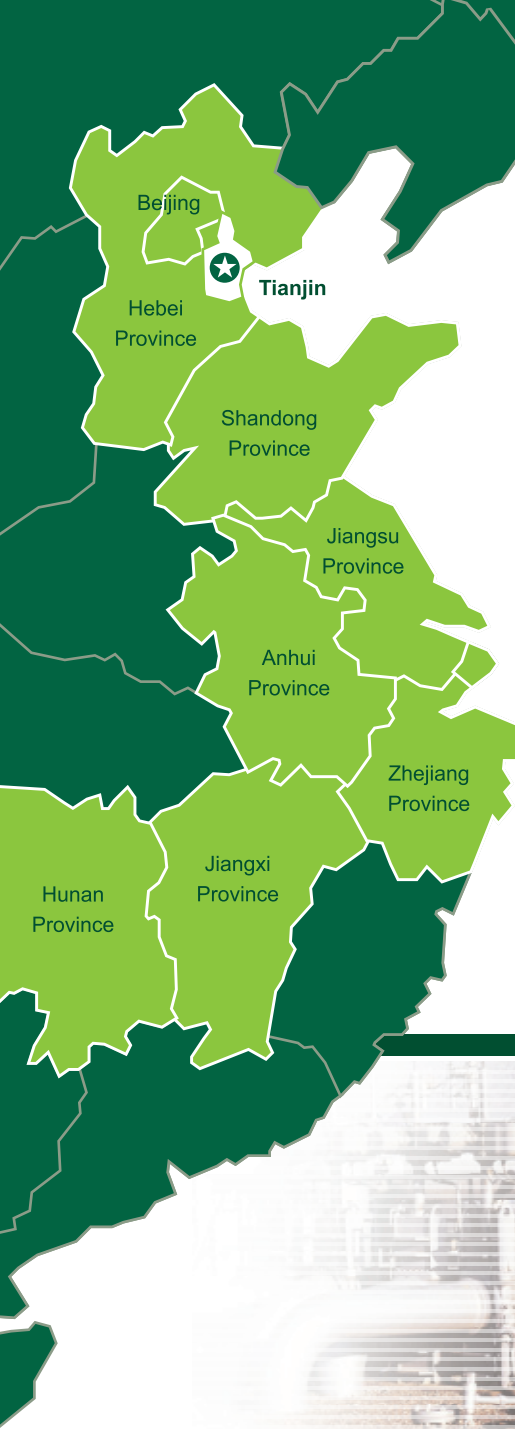 Beijing
Tianjin
Hebei
Province
Shandong
Province
Jiangsu
Province
Anhui
Province
Zhejiang
Province
Jiangxi
Province
Hunan
Province